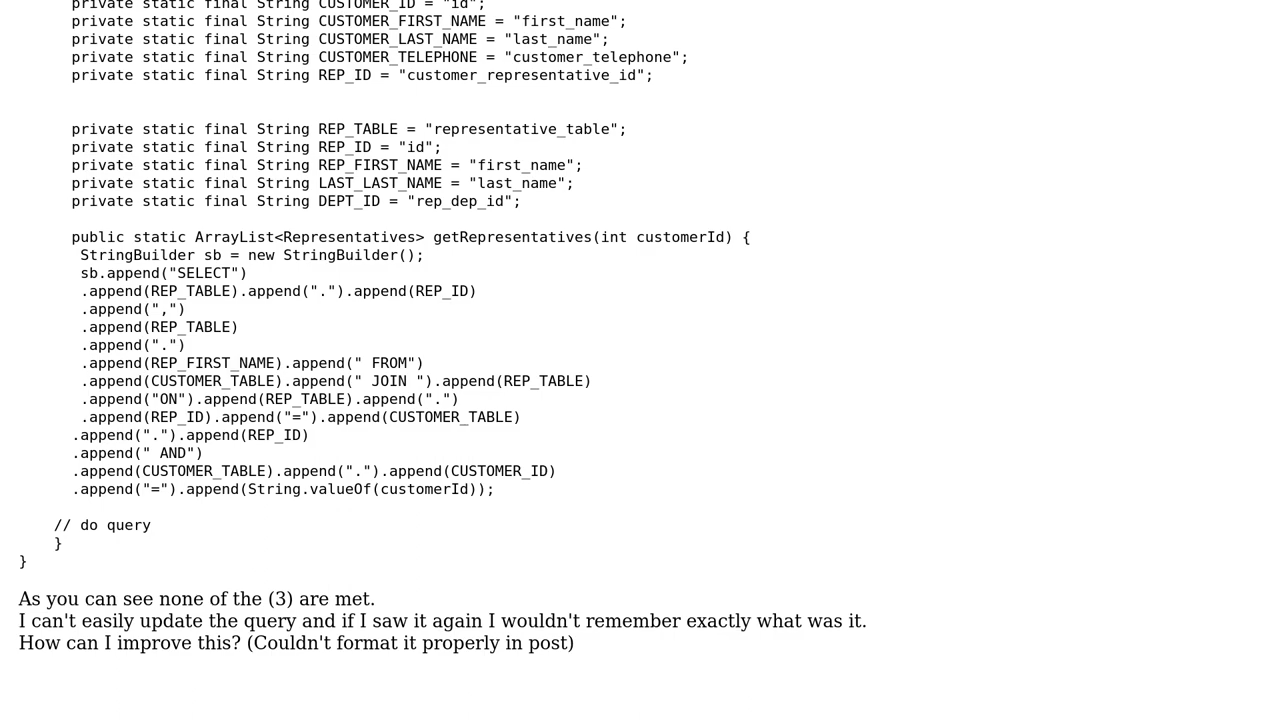 private static final String CUSTOMER_ID = "id";
private static final String CUSTOMER_FIRST_NAME = "first_name";
private static final String CUSTOMER_LAST_NAME = "last_name";
private static final String CUSTOMER_TELEPHONE = "customer_telephone";
private static final String REP_ID = "customer_representative_id";
private static final String REP_TABLE = "representative_table";
private static final String REP_ID = "id";
private static final String REP_FIRST_NAME = "first_name";
private static final String LAST_LAST_NAME = "last_name";
private static final String DEPT_ID = "rep_dep_id";
public static ArrayList<Representatives> getRepresentatives(int customerId) {
StringBuilder sb = new StringBuilder();
sb.append("SELECT")
.append(REP_TABLE).append(".").append(REP_ID)
.append(",")
.append(REP_TABLE)
.append(".")
.append(REP_FIRST_NAME).append(" FROM")
.append(CUSTOMER_TABLE).append(" JOIN ").append(REP_TABLE)
.append("ON").append(REP_TABLE).append(".")
.append(REP_ID).append("=").append(CUSTOMER_TABLE)
.append(".").append(REP_ID)
.append(" AND")
.append(CUSTOMER_TABLE).append(".").append(CUSTOMER_ID)
.append("=").append(String.valueOf(customerId));
// do query
}
}
As you can see none of the (3) are met.
I can't easily update the query and if I saw it again I wouldn't remember exactly what was it.
How can I improve this? (Couldn't format it properly in post)